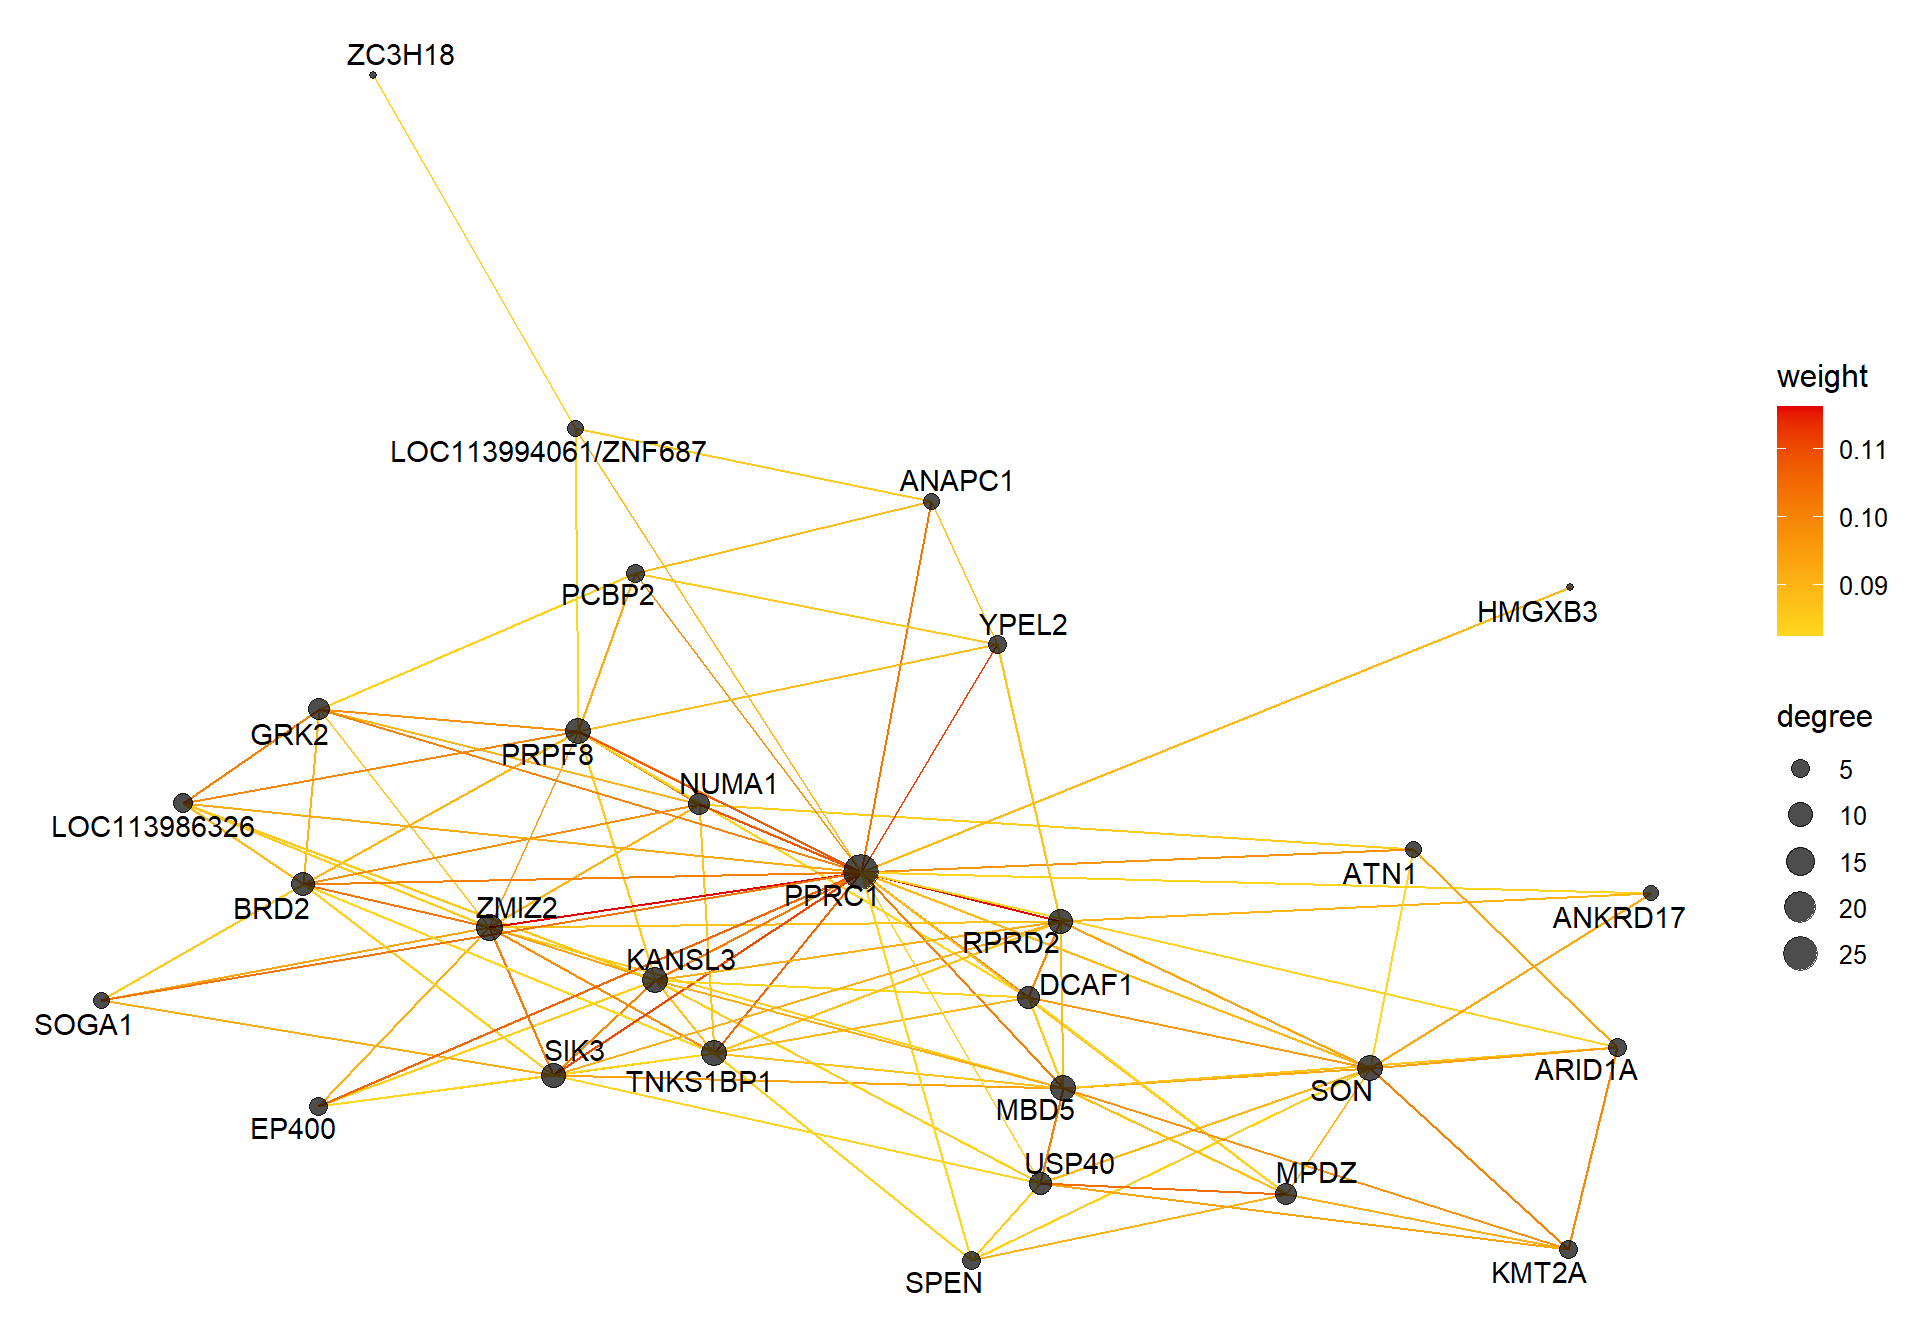 ZC3H18
weight
0.11
0.10
0.09
LOC113994061/ZNF687
ANAPC1
PCBP2
HMGXB3
YPEL2
degree
5
10
15
20
25
GRK2
PRPF8
NUMA1
LOC113986326
ATN1
PPRC1
BRD2
ZMIZ2
ANKRD17
RPRD2
KANSL3
DCAF1
SOGA1
SIK3
TNKS1BP1
ARID1A
SON
MBD5
EP400
USP40
MPDZ
SPEN
KMT2A